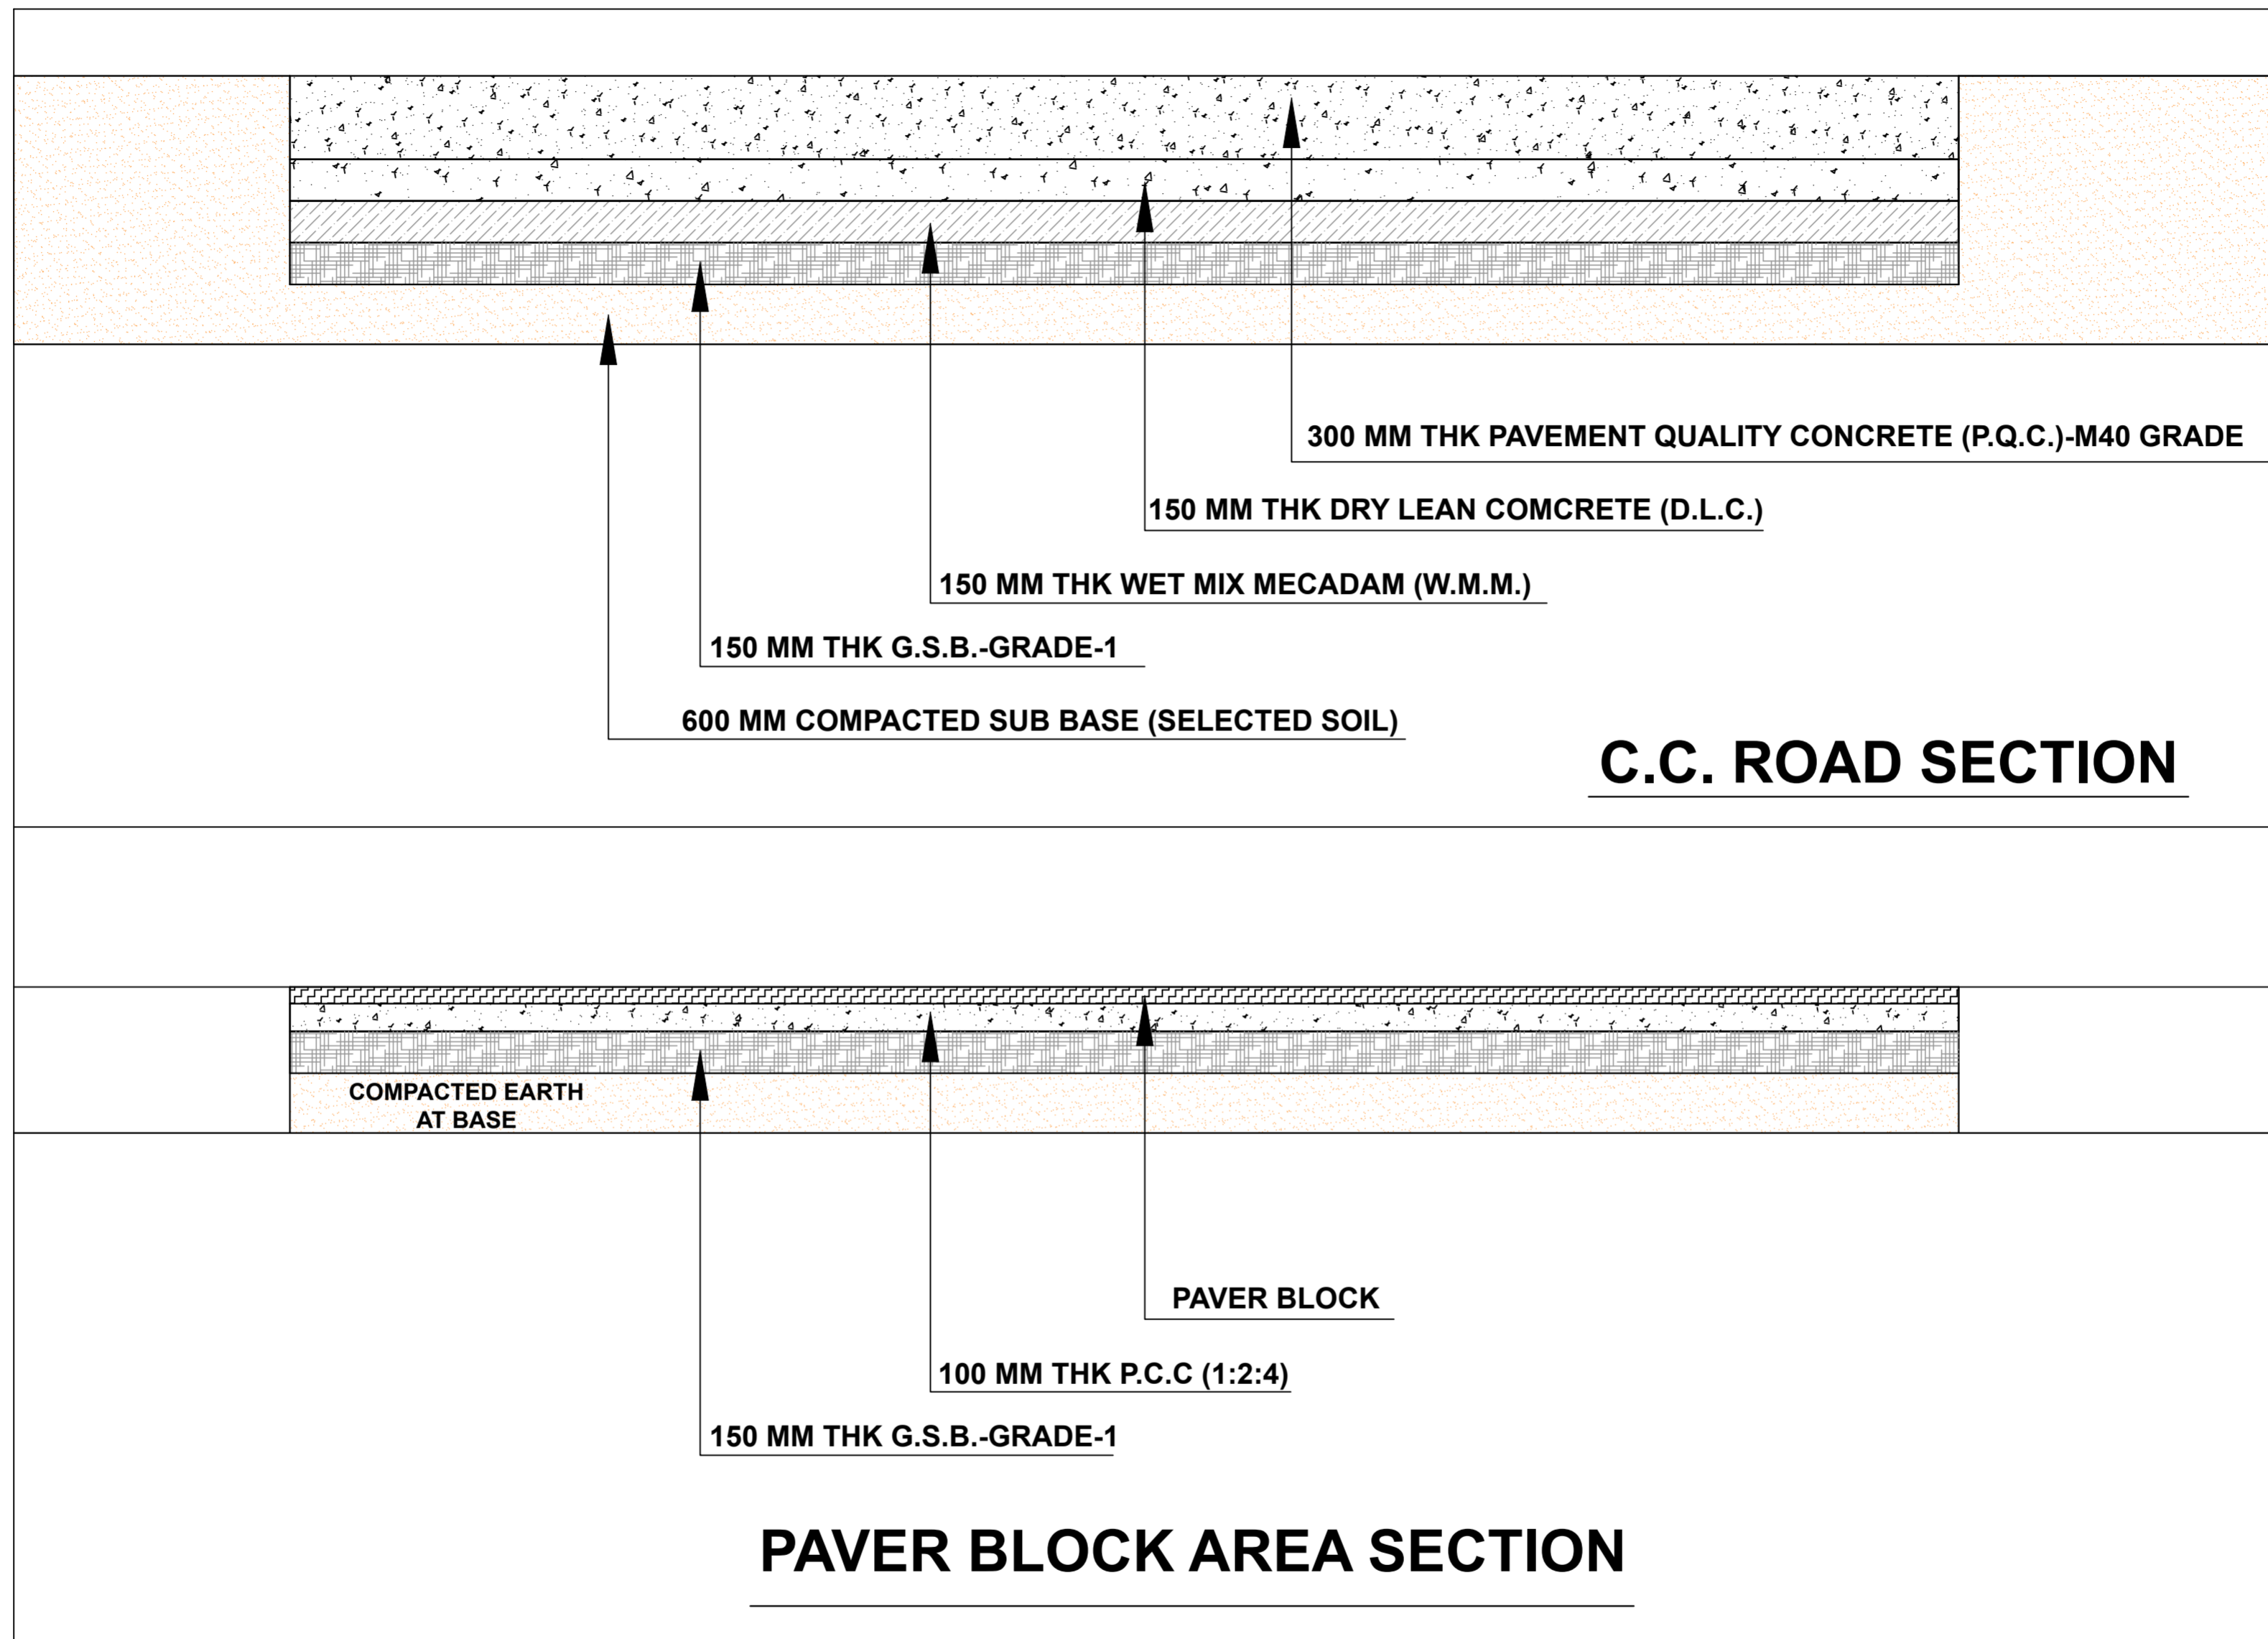 300 MM THK PAVEMENT QUALITY CONCRETE (P.Q.C.)-M40 GRADE
150 MM THK DRY LEAN COMCRETE (D.L.C.)
150 MM THK WET MIX MECADAM (W.M.M.)
150 MM THK G.S.B.-GRADE-1
600 MM COMPACTED SUB BASE (SELECTED SOIL)
C.C. ROAD SECTION
COMPACTED EARTH
AT BASE
PAVER BLOCK
100 MM THK P.C.C (1:2:4)
150 MM THK G.S.B.-GRADE-1
PAVER BLOCK AREA SECTION